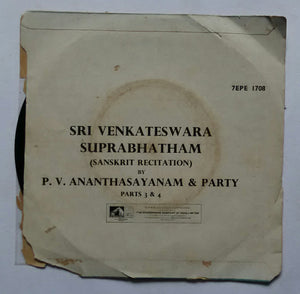 7EPE 1708
SRI VENKATESWARA
SUPRABHATHAM
(SANSKRIT RECITATION)
BY
P. V. ANANTHASAYANAM & PARTY
PARTS 3 & 4